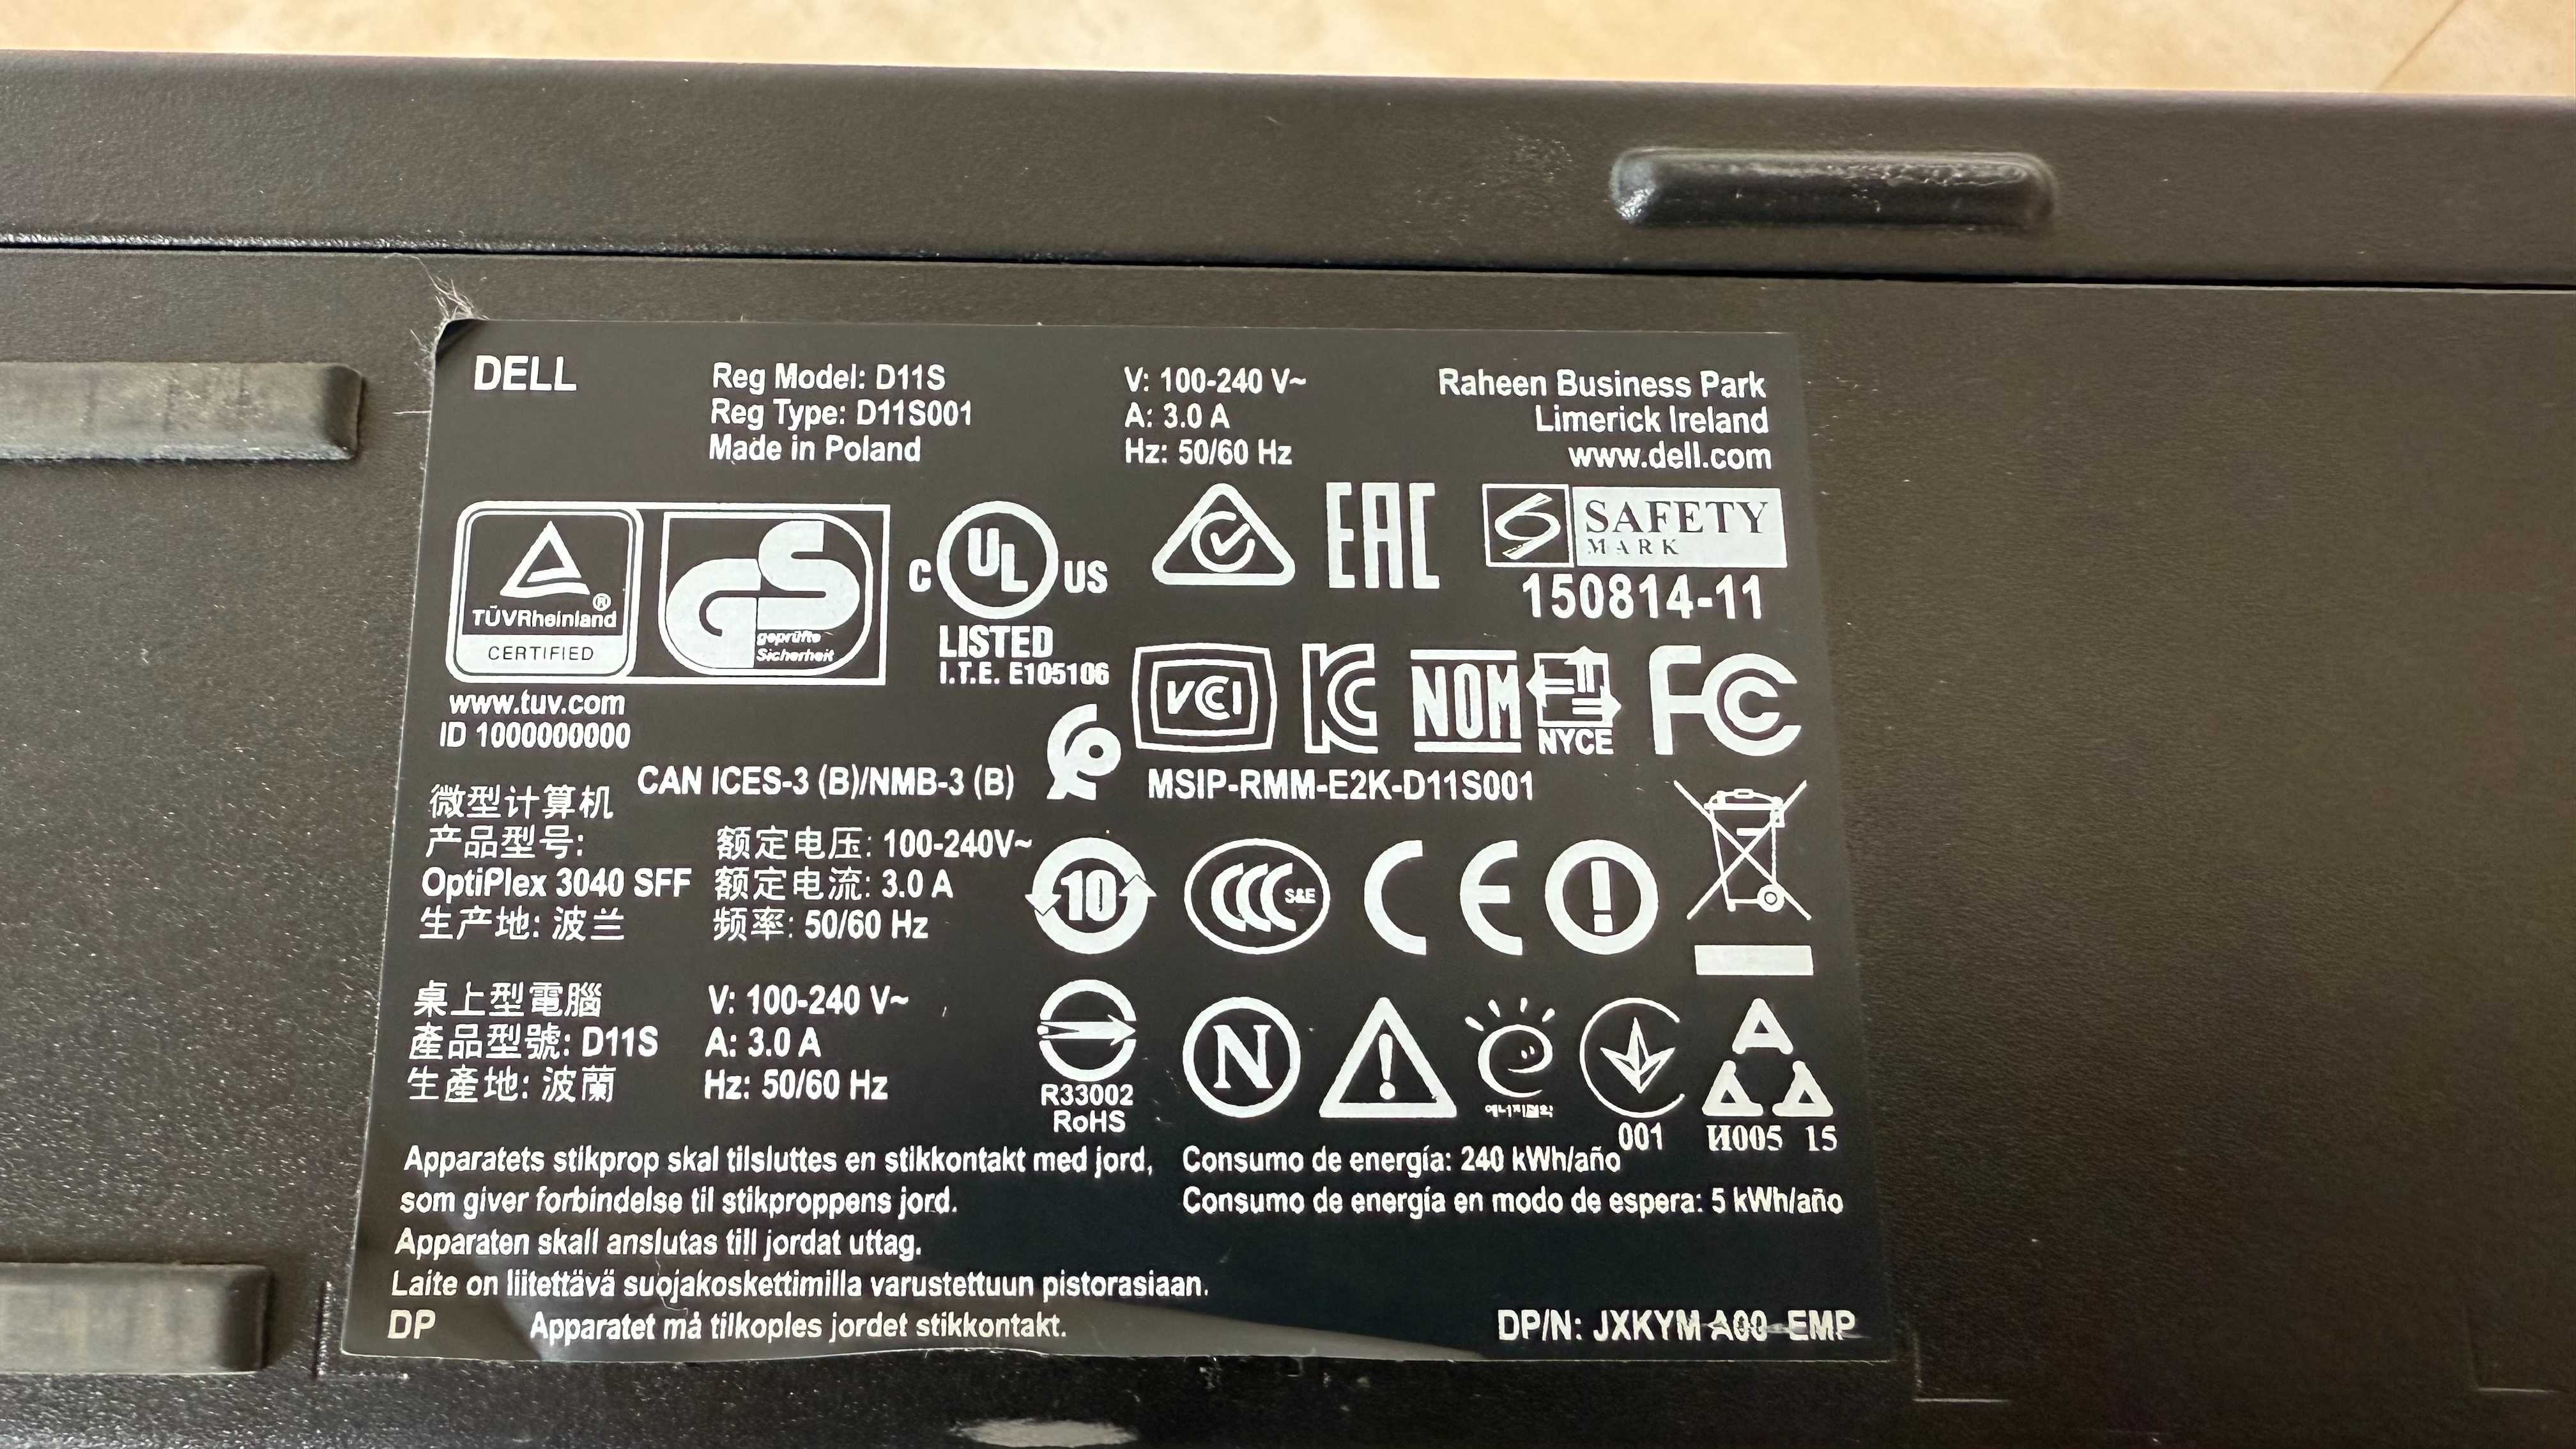 DELL
Reg Model: D11S
Reg Type: D11S001
Made in Poland
V: 100-240 V~
A: 3.0 A
Hz: 50/60 Hz
Raheen Business Park
Limerick Ireland
www.dell.com
TÜVRheinland ®
CERTIFIED
GS
geprüfte
Sicherheit
www.tuv.com
ID 1000000000
C UL US
LISTED
I.T.E. E105106
EAC
SAFETY
MARK
150814-11
VCI
KC
NOM
NYCE
FC
CAN ICES-3 (B)/NMB-3 (B)
MSIP-RMM-E2K-D11S001
微型计算机
产品型号:
OptiPlex 3040 SFF
生产地: 波兰
额定电压: 100-240V~
额定电流: 3.0 A
频率: 50/60 Hz
10
CCC S&E
CE
!
桌上型電腦
產品型號: D11S
生產地: 波蘭
V: 100-240 V~
A: 3.0 A
Hz: 50/60 Hz
R33002
RoHS
N
!
에너지절약
001
A
И005 15
Apparatets stikprop skal tilsluttes en stikkontakt med jord,
som giver forbindelse til stikproppens jord.
Apparaten skall anslutas till jordat uttag.
Laite on liitettävä suojakoskettimilla varustettuun pistorasiaan.
DP Apparatet må tilkoples jordet stikkontakt.
Consumo de energía: 240 kWh/año
Consumo de energía en modo de espera: 5 kWh/año
DP/N: JXKYM A00 EMP